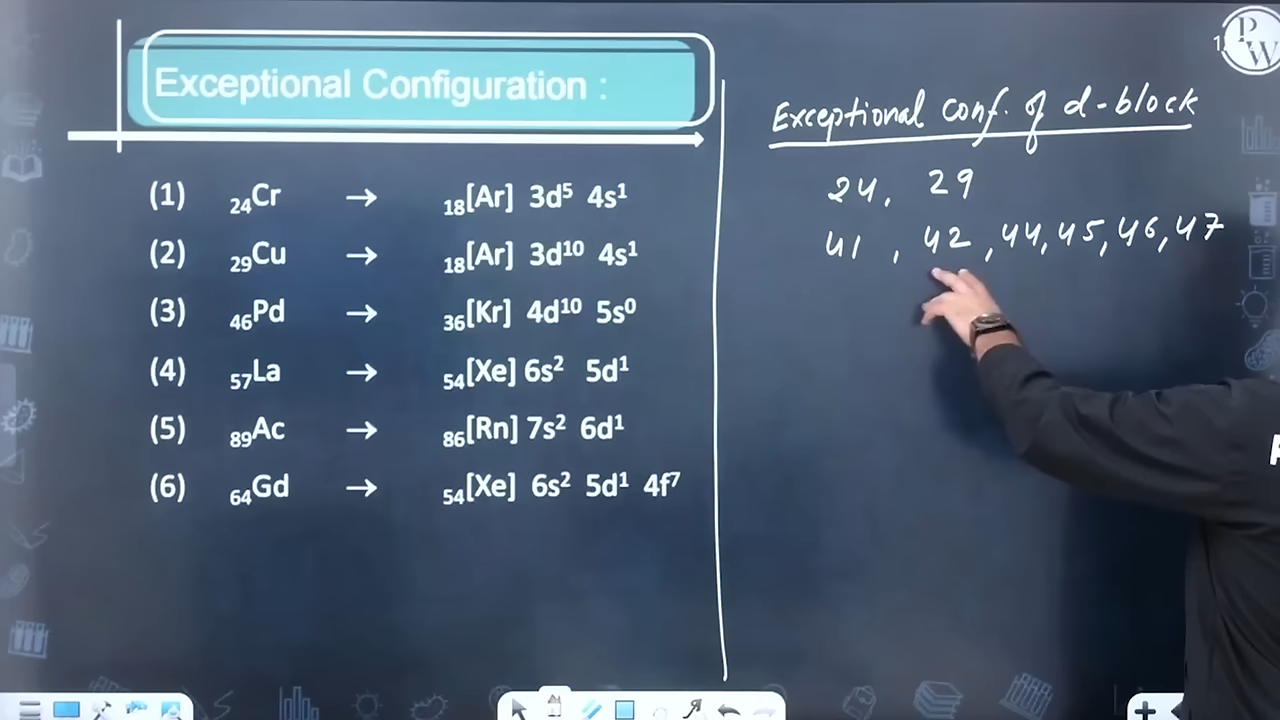 Exceptional Configuration :
(1) ₂₄Cr → ₁₈[Ar] 3d⁵ 4s¹
(2) ₂₉Cu → ₁₈[Ar] 3d¹⁰ 4s¹
(3) ₄₆Pd → ₃₆[Kr] 4d¹⁰ 5s⁰
(4) ₅₇La → ₅₄[Xe] 6s² 5d¹
(5) ₈₉Ac → ₈₆[Rn] 7s² 6d¹
(6) ₆₄Gd → ₅₄[Xe] 6s² 5d¹ 4f⁷
Exceptional conf. of d-block
24, 29
41, 42, 44, 45, 46, 47
PW